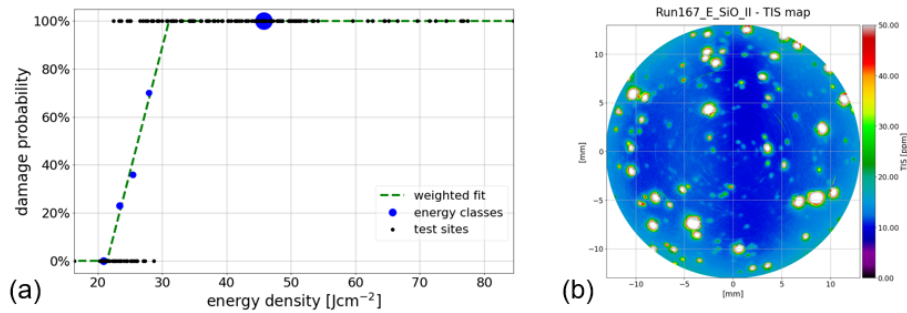 100%
80%
60%
40%
20%
0%
damage probability
weighted fit
energy classes
test sites
20 30 40 50 60 70 80
energy density [Jcm⁻²]
(a)
Run167_E_SiO_II - TIS map
10
5
0
−5
−10
[mm]
−10 −5 0 5 10
[mm]
50.00
40.00
30.00
20.00
10.00
0.00
TIS [ppm]
(b)